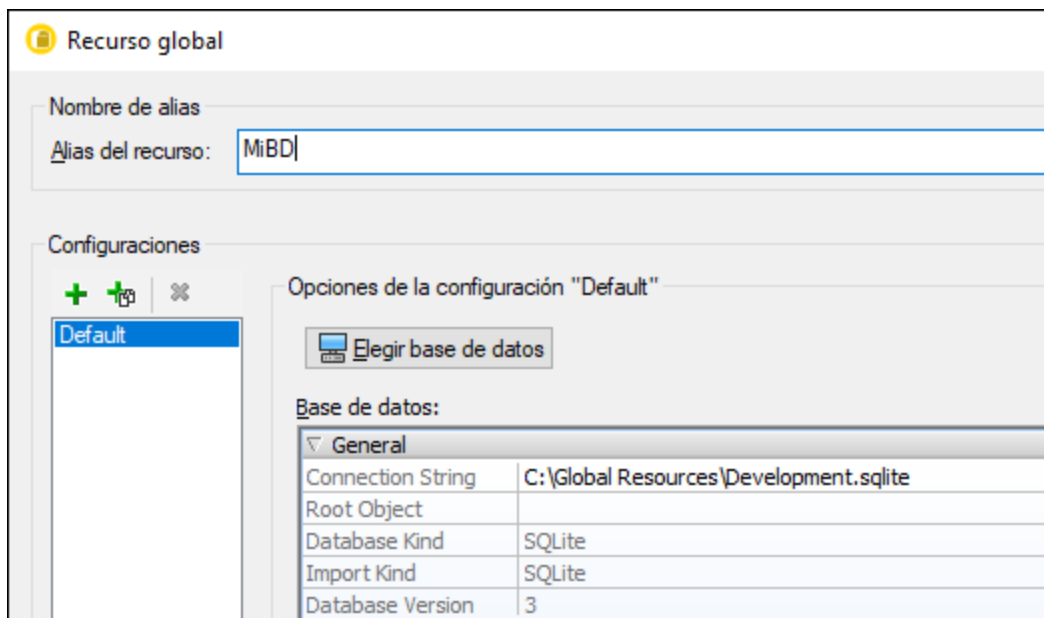 Recurso global
Nombre de alias
Alias del recurso: MiBD
Configuraciones
Opciones de la configuración "Default"
Default
Elegir base de datos
Base de datos:
General
Connection String C:\Global Resources\Development.sqlite
Root Object
Database Kind SQLite
Import Kind SQLite
Database Version 3